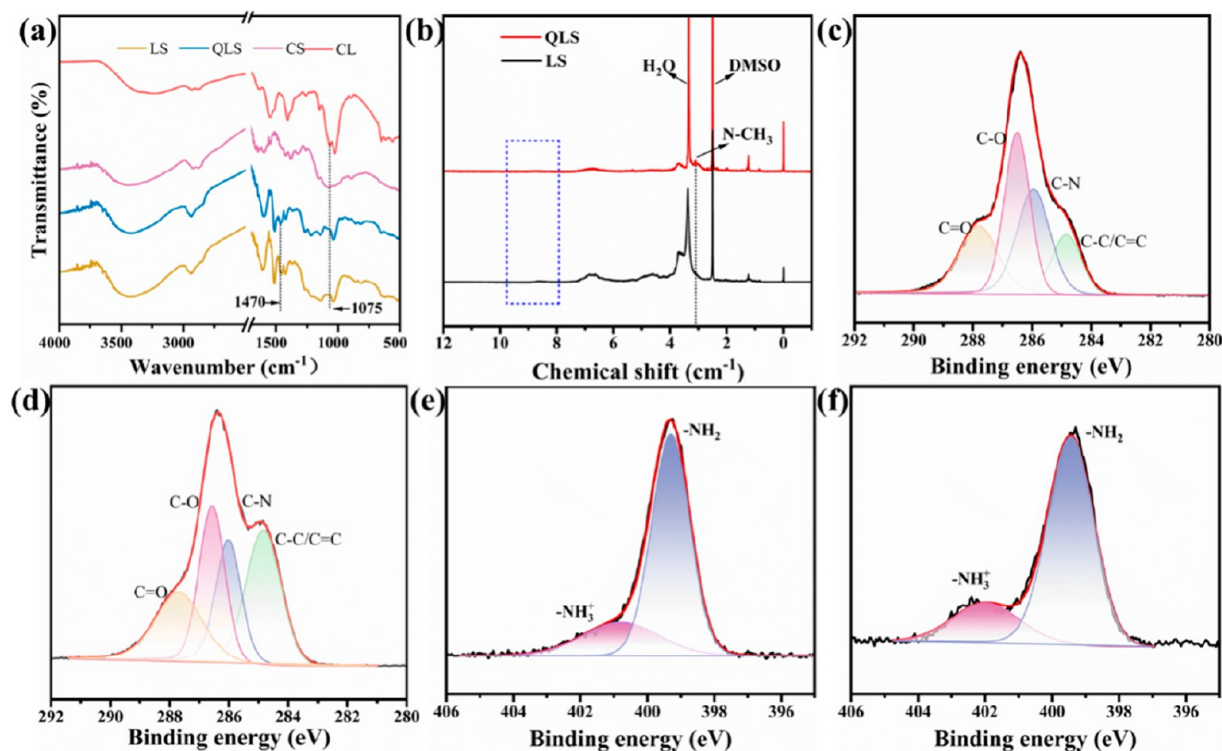 (a)
LS QLS CS CL
Transmittance (%)
1470
1075
4000 3000 2000 1500 1000 500
Wavenumber (cm⁻¹)
(b)
QLS
LS
H₂O
DMSO
N-CH₃
12 10 8 6 4 2 0
Chemical shift (cm⁻¹)
(c)
C-O
C-N
C=O
C-C/C=C
292 290 288 286 284 282 280
Binding energy (eV)
(d)
C-O
C-N
C-C/C=C
C=O
292 290 288 286 284 282 280
Binding energy (eV)
(e)
-NH₂
-NH₃⁺
406 404 402 400 398 396
Binding energy (eV)
(f)
-NH₂
-NH₃⁺
406 404 402 400 398 396
Binding energy (eV)